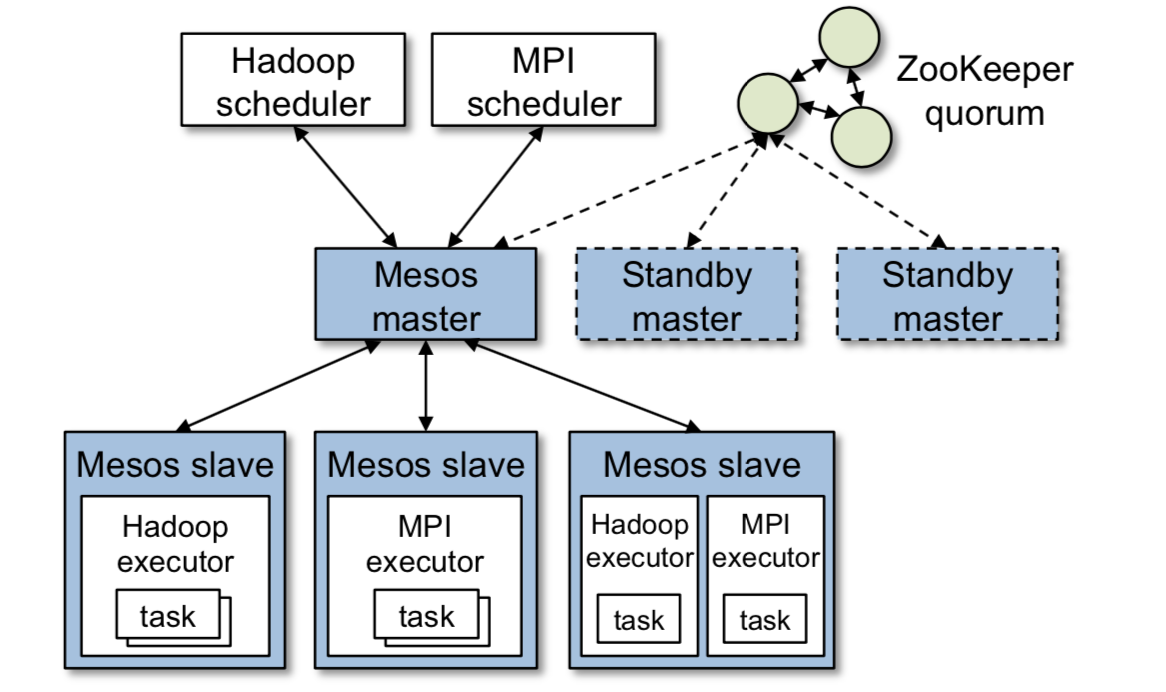 Hadoop
scheduler
MPI
scheduler
ZooKeeper
quorum
Mesos
master
Standby
master
Standby
master
Mesos slave
Hadoop
executor
task
Mesos slave
MPI
executor
task
Mesos slave
Hadoop
executor
task
MPI
executor
task